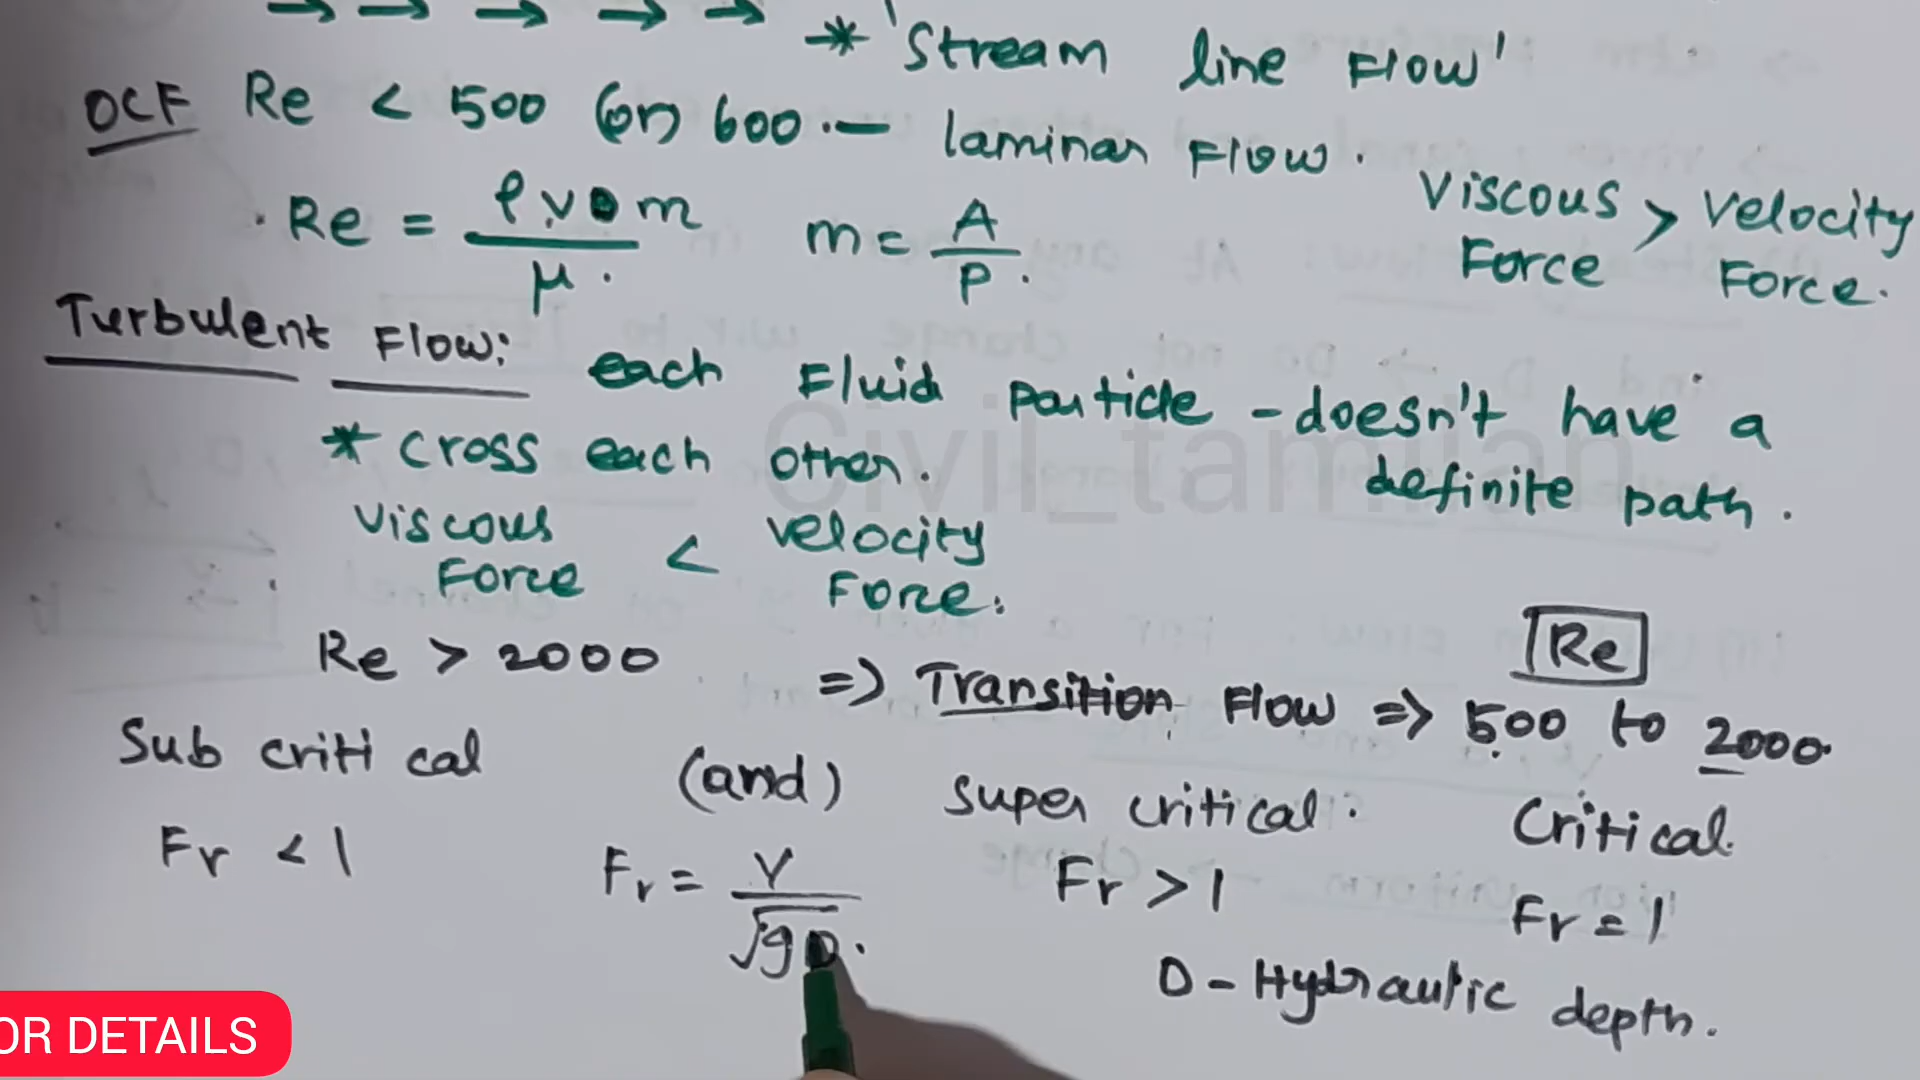 * 'Stream line Flow'
OCF Re < 500 (or) 600 — laminar Flow.
Re = ρ v m / μ. m = A / P.
Viscous Force > Velocity Force.
Turbulent Flow: each Fluid Particle - doesn't have a definite path.
* Cross each other.
Viscous Force < velocity Force.
Re > 2000
Re
=> Transition Flow => 500 to 2000
Sub critical (and) super critical: Critical.
Fr < 1 Fr = V / √gD. Fr > 1 Fr = 1
D - Hydraulic depth.
Civil_tamilan
OR DETAILS